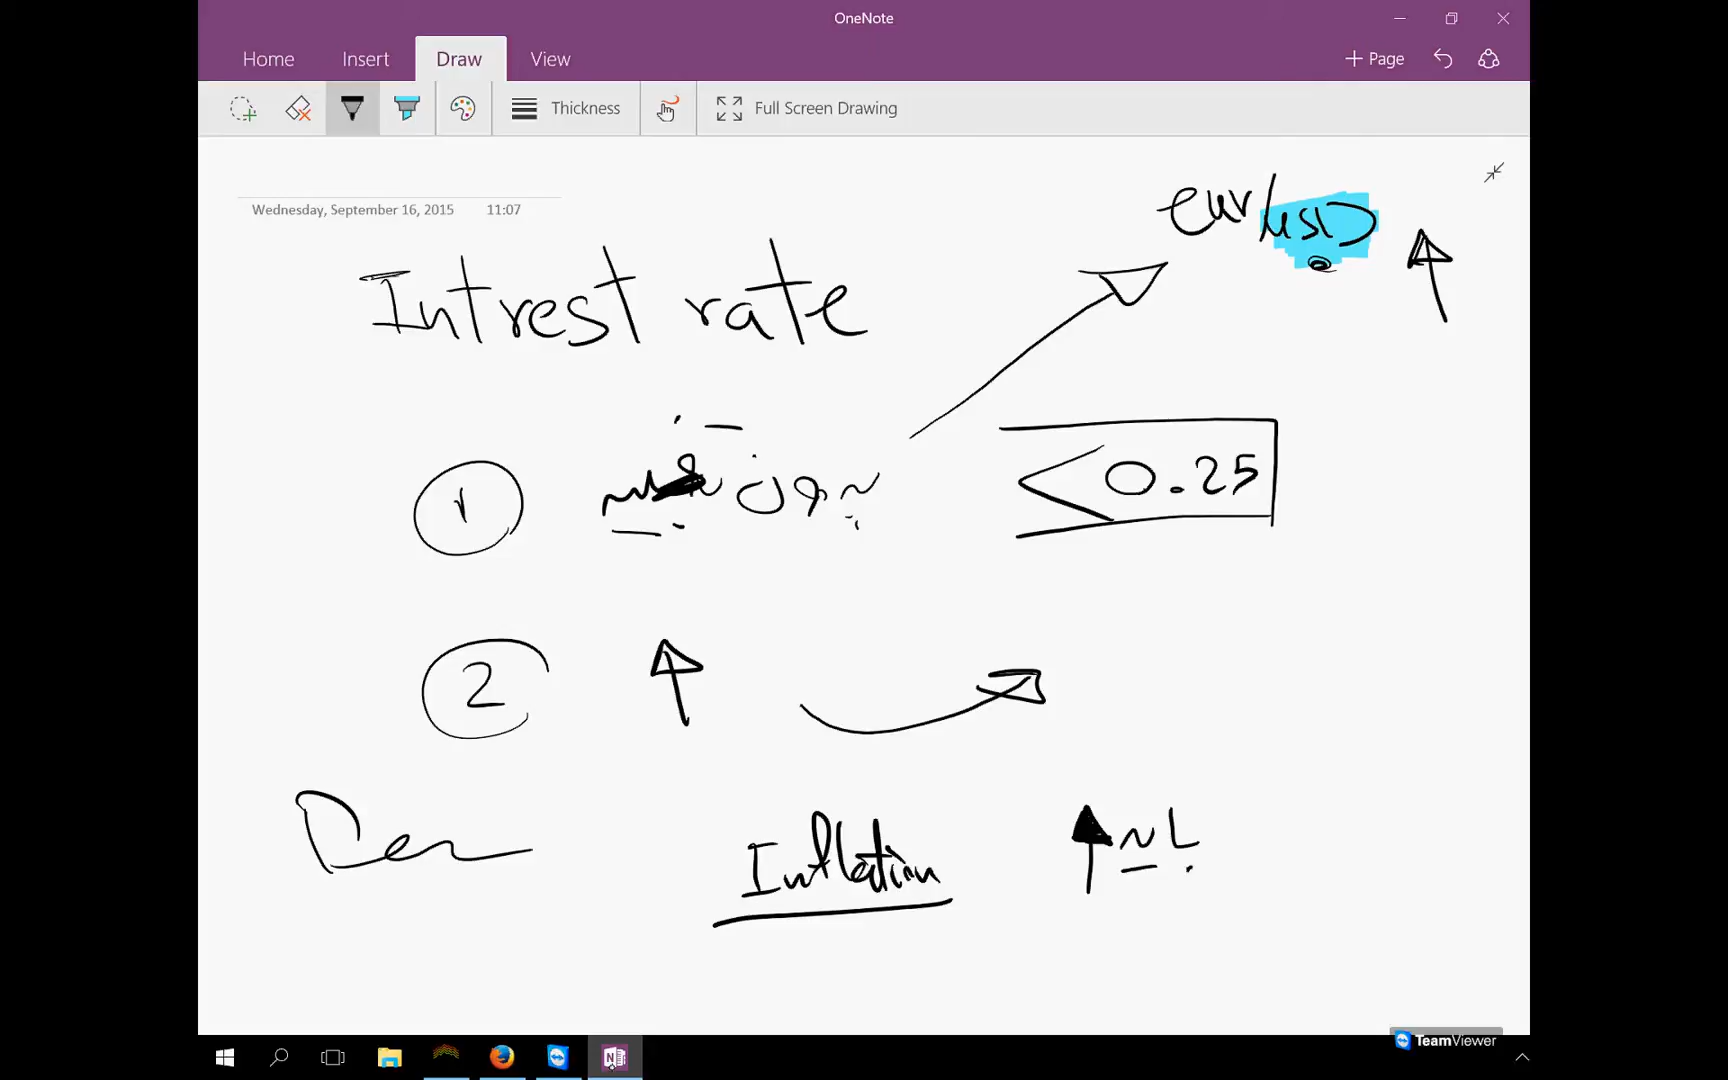 OneNote
Home Insert Draw View
Page
Thickness Full Screen Drawing
Wednesday, September 16, 2015 11:07
eur/usD
Intrest rate
1 بدون < 0.25
2
Inflation
TeamViewer